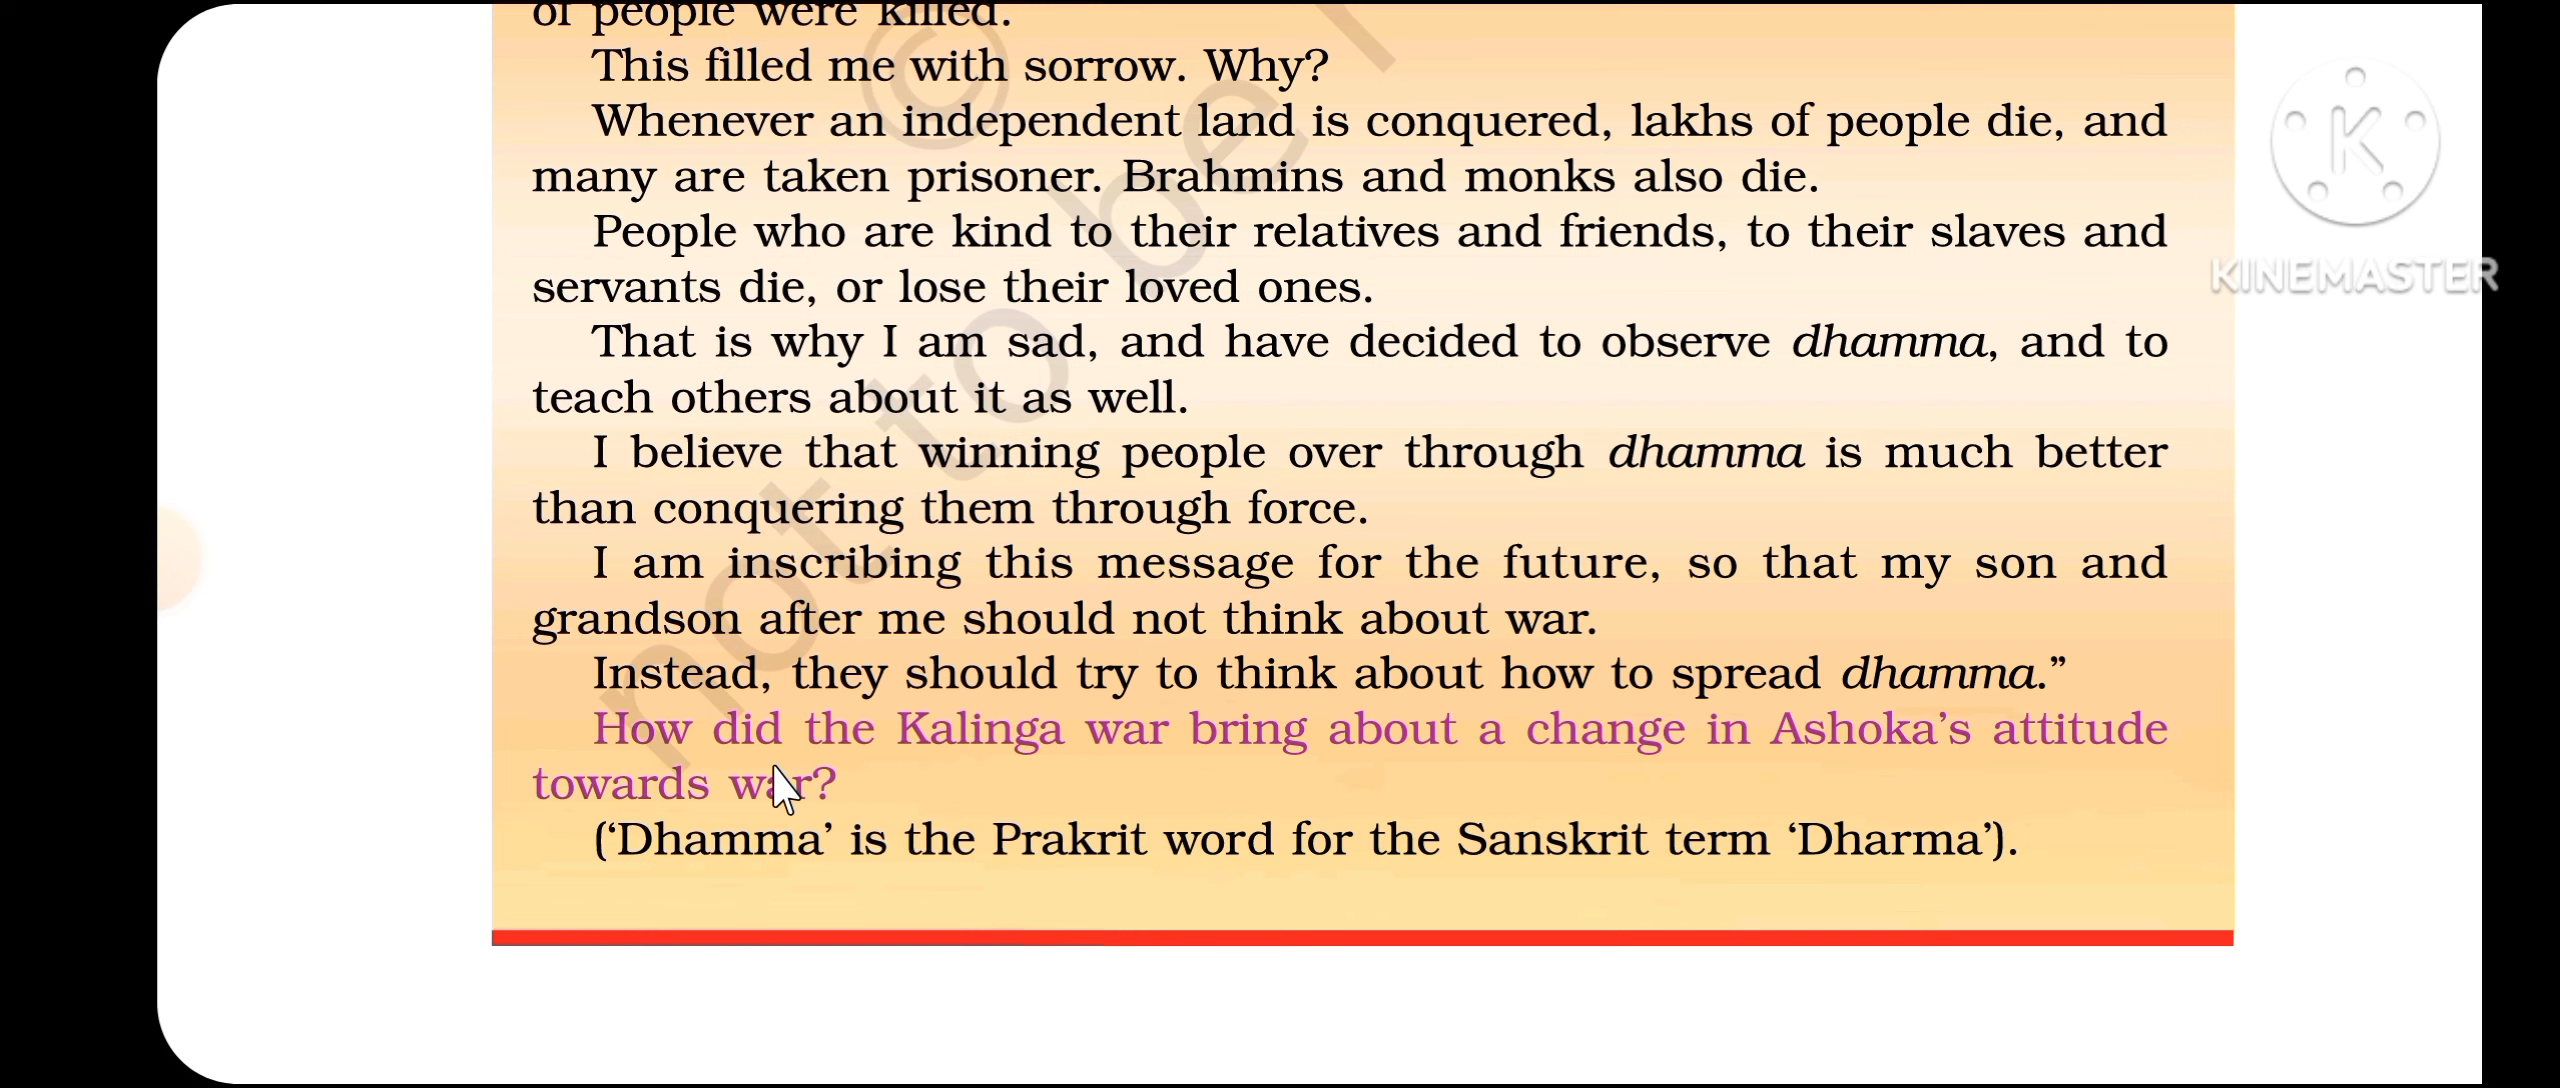 of people were killed.
This filled me with sorrow. Why?
Whenever an independent land is conquered, lakhs of people die, and
many are taken prisoner. Brahmins and monks also die.
People who are kind to their relatives and friends, to their slaves and
servants die, or lose their loved ones.
That is why I am sad, and have decided to observe dhamma, and to
teach others about it as well.
I believe that winning people over through dhamma is much better
than conquering them through force.
I am inscribing this message for the future, so that my son and
grandson after me should not think about war.
Instead, they should try to think about how to spread dhamma.”
How did the Kalinga war bring about a change in Ashoka’s attitude
towards war?
(‘Dhamma’ is the Prakrit word for the Sanskrit term ‘Dharma’).
©
not to be
K
KINEMASTER